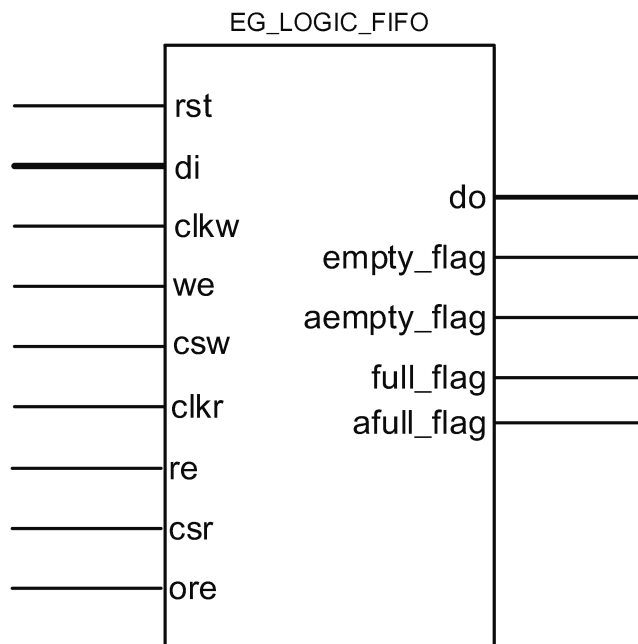 EG_LOGIC_FIFO
rst
di
clkw
we
csw
clkr
re
csr
ore
do
empty_flag
aempty_flag
full_flag
afull_flag